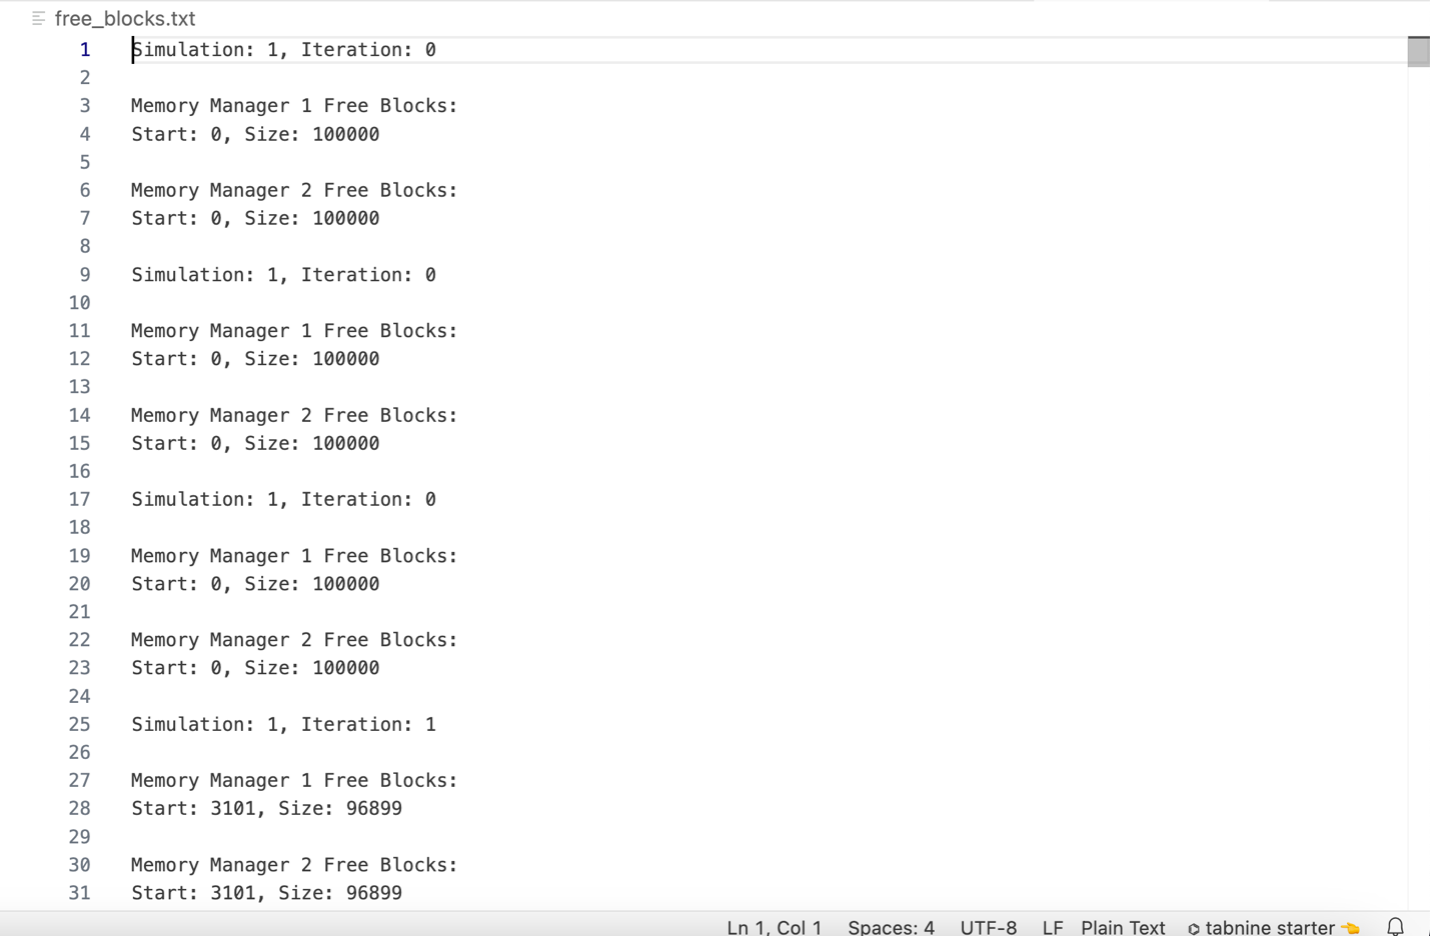 free_blocks.txt
1 Simulation: 1, Iteration: 0
2
3 Memory Manager 1 Free Blocks:
4 Start: 0, Size: 100000
5
6 Memory Manager 2 Free Blocks:
7 Start: 0, Size: 100000
8
9 Simulation: 1, Iteration: 0
10
11 Memory Manager 1 Free Blocks:
12 Start: 0, Size: 100000
13
14 Memory Manager 2 Free Blocks:
15 Start: 0, Size: 100000
16
17 Simulation: 1, Iteration: 0
18
19 Memory Manager 1 Free Blocks:
20 Start: 0, Size: 100000
21
22 Memory Manager 2 Free Blocks:
23 Start: 0, Size: 100000
24
25 Simulation: 1, Iteration: 1
26
27 Memory Manager 1 Free Blocks:
28 Start: 3101, Size: 96899
29
30 Memory Manager 2 Free Blocks:
31 Start: 3101, Size: 96899
Ln 1, Col 1 Spaces: 4 UTF-8 LF Plain Text tabnine starter